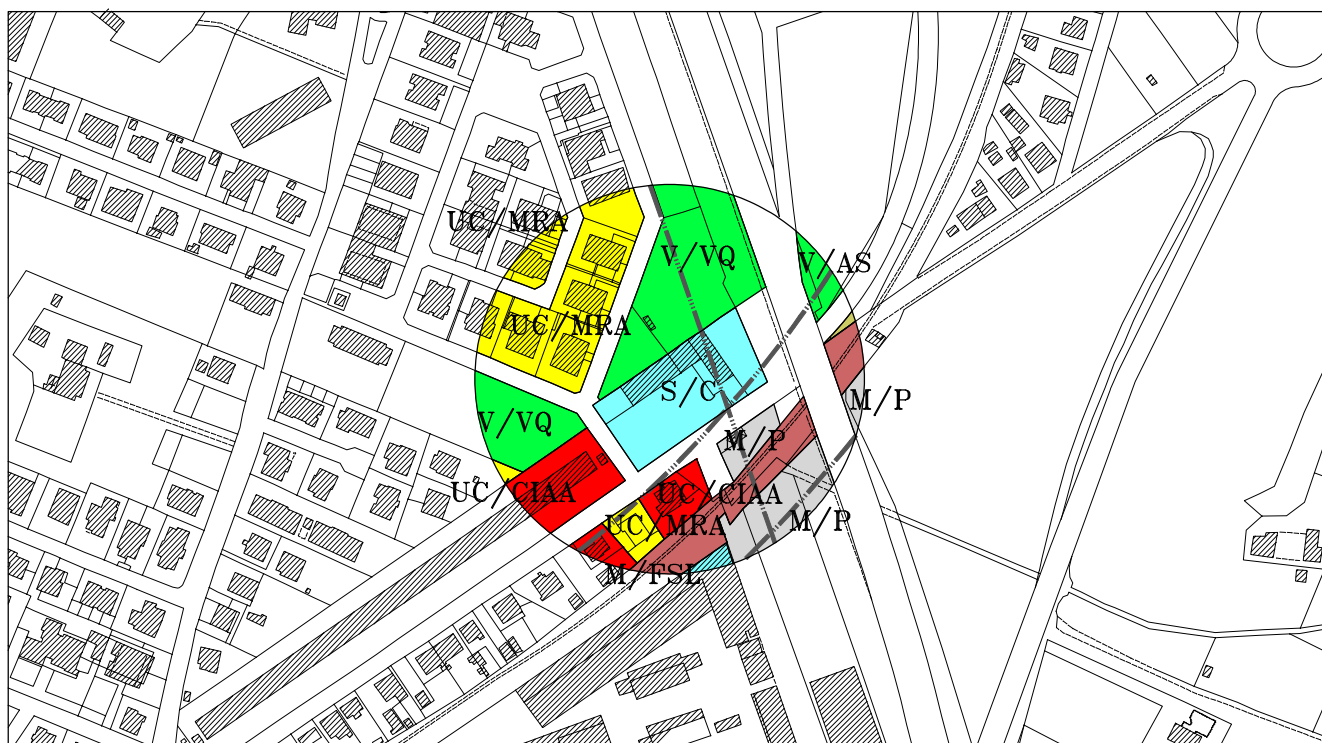 UC/MRA
V/VQ
V/AS
UC/MRA
S/C
M/P
V/VQ
M/P
UC/CIAA
UC/CIAA
M/P
UC/MRA
M/FSL